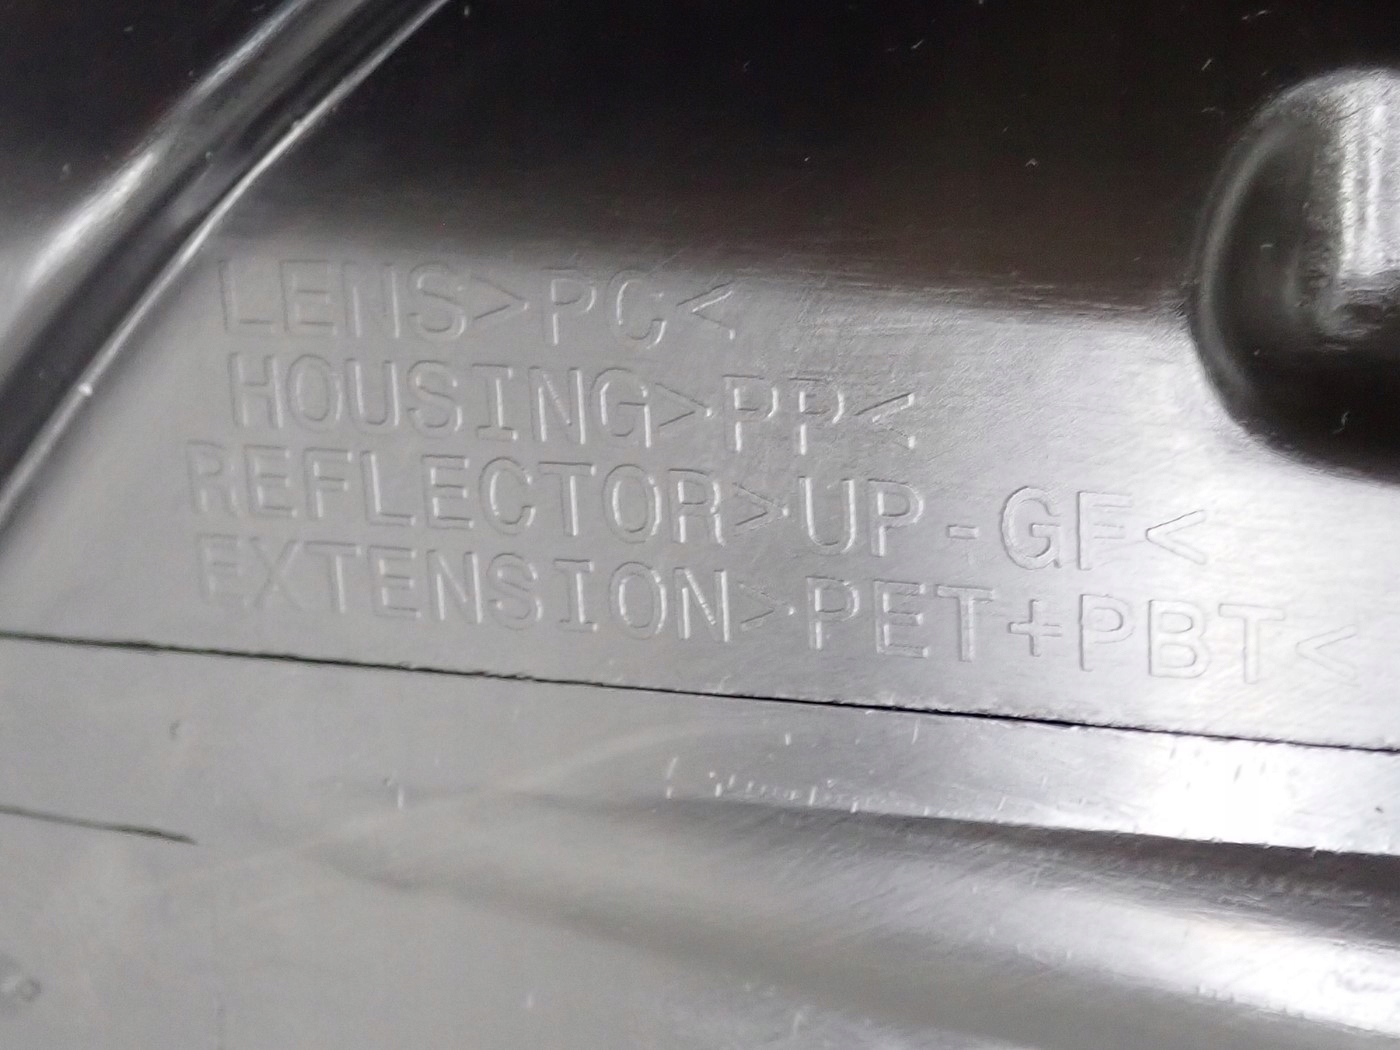 LENS>PC<
HOUSING>PP<
REFLECTOR>UP-GF<
EXTENSION>PET+PBT<